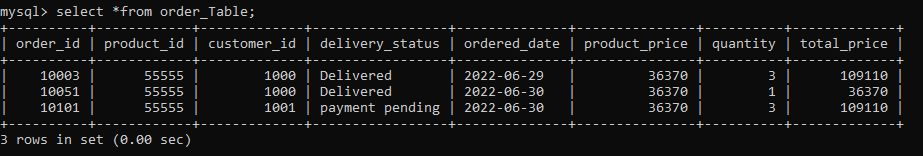 mysql> select *from order_Table;
+----------+------------+-------------+-----------------+--------------+---------------+----------+-------------+
| order_id | product_id | customer_id | delivery_status | ordered_date | product_price | quantity | total_price |
+----------+------------+-------------+-----------------+--------------+---------------+----------+-------------+
|    10003 |      55555 |        1000 | Delivered       | 2022-06-29   |         36370 |        3 |      109110 |
|    10051 |      55555 |        1000 | Delivered       | 2022-06-30   |         36370 |        1 |       36370 |
|    10101 |      55555 |        1001 | payment pending | 2022-06-30   |         36370 |        3 |      109110 |
+----------+------------+-------------+-----------------+--------------+---------------+----------+-------------+
3 rows in set (0.00 sec)